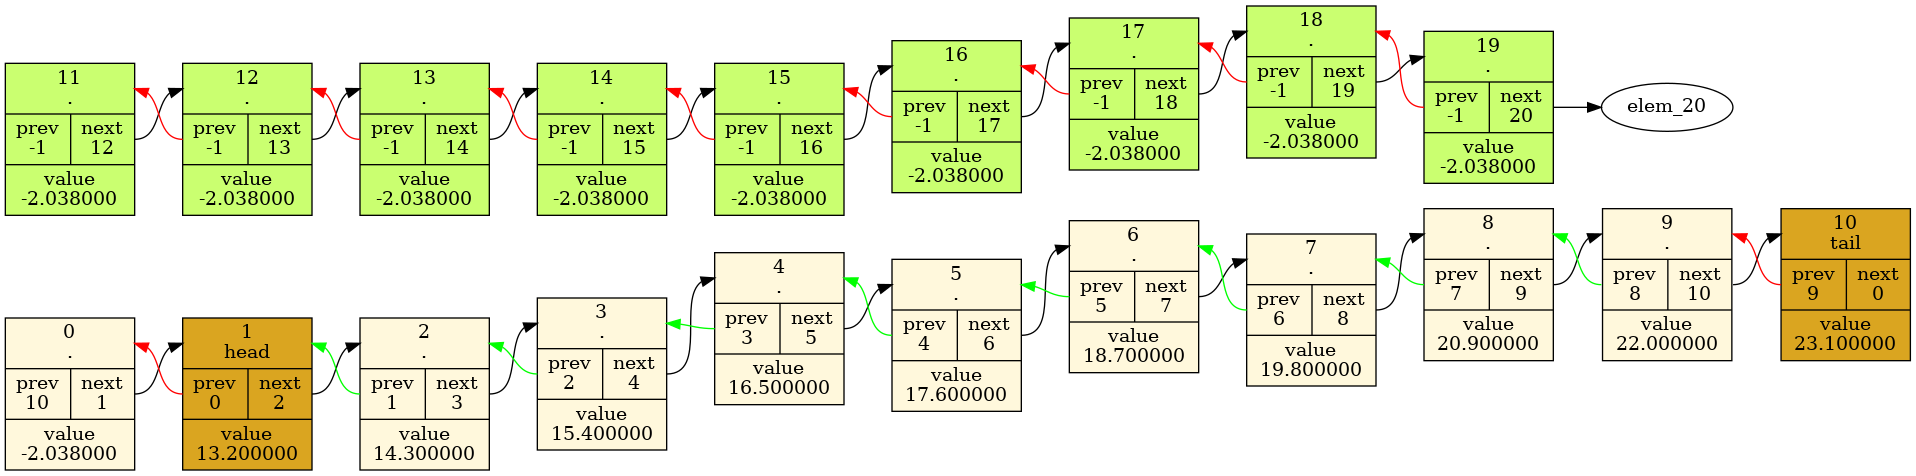 11
.
prev next
-1 12
value
-2.038000
12
.
prev next
-1 13
value
-2.038000
13
.
prev next
-1 14
value
-2.038000
14
.
prev next
-1 15
value
-2.038000
15
.
prev next
-1 16
value
-2.038000
16
.
prev next
-1 17
value
-2.038000
17
.
prev next
-1 18
value
-2.038000
18
.
prev next
-1 19
value
-2.038000
19
.
prev next
-1 20
value
-2.038000
elem_20
0
.
prev next
10 1
value
-2.038000
1
head
prev next
0 2
value
13.200000
2
.
prev next
1 3
value
14.300000
3
.
prev next
2 4
value
15.400000
4
.
prev next
3 5
value
16.500000
5
.
prev next
4 6
value
17.600000
6
.
prev next
5 7
value
18.700000
7
.
prev next
6 8
value
19.800000
8
.
prev next
7 9
value
20.900000
9
.
prev next
8 10
value
22.000000
10
tail
prev next
9 0
value
23.100000